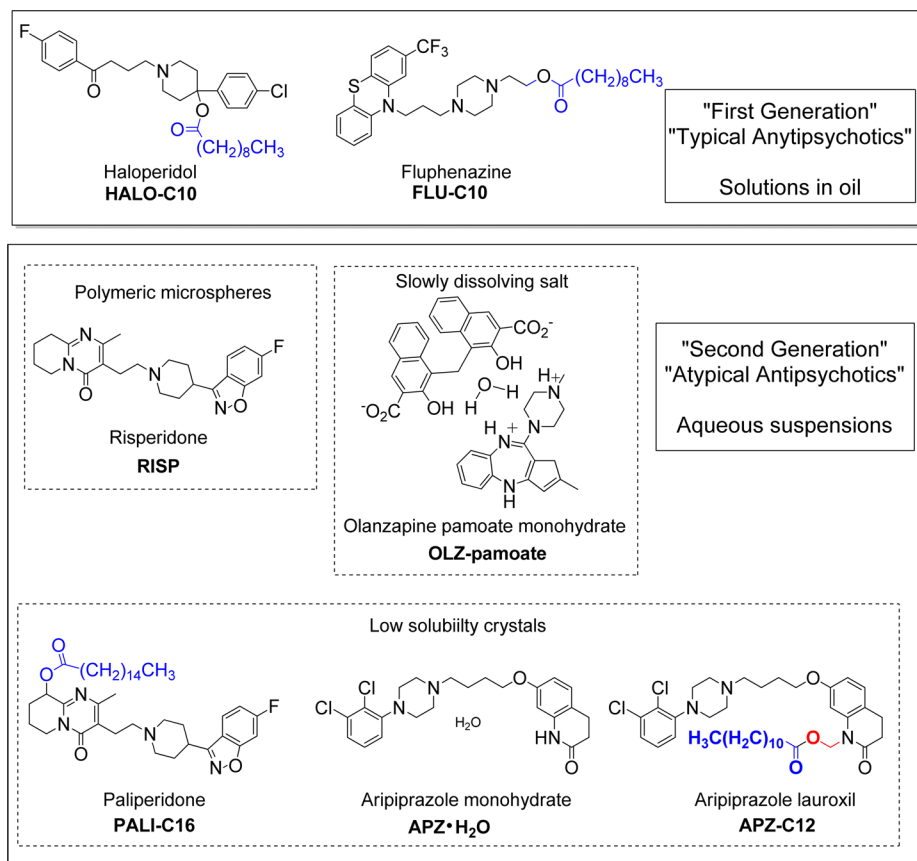 F
N
O
Cl
O
O
(CH₂)₈CH₃
Haloperidol
HALO-C10
CF₃
S
N
N
N
O
O
(CH₂)₈CH₃
Fluphenazine
FLU-C10
"First Generation"
"Typical Anytipsychotics"
Solutions in oil
Polymeric microspheres
N
N
O
N
F
N
O
Risperidone
RISP
Slowly dissolving salt
CO₂⁻
OH
⁻O₂C
OH
O
H
H
H+
N
N
H
+
N
N
H
Olanzapine pamoate monohydrate
OLZ-pamoate
"Second Generation"
"Atypical Antipsychotics"
Aqueous suspensions
Low solubiilty crystals
O
O
(CH₂)₁₄CH₃
N
N
O
N
F
N
O
Paliperidone
PALI-C16
Cl
Cl
N
N
O
H₂O
HN
O
Aripiprazole monohydrate
APZ•H₂O
Cl
Cl
N
N
O
H₃C(H₂C)₁₀
O
O
N
O
Aripiprazole lauroxil
APZ-C12